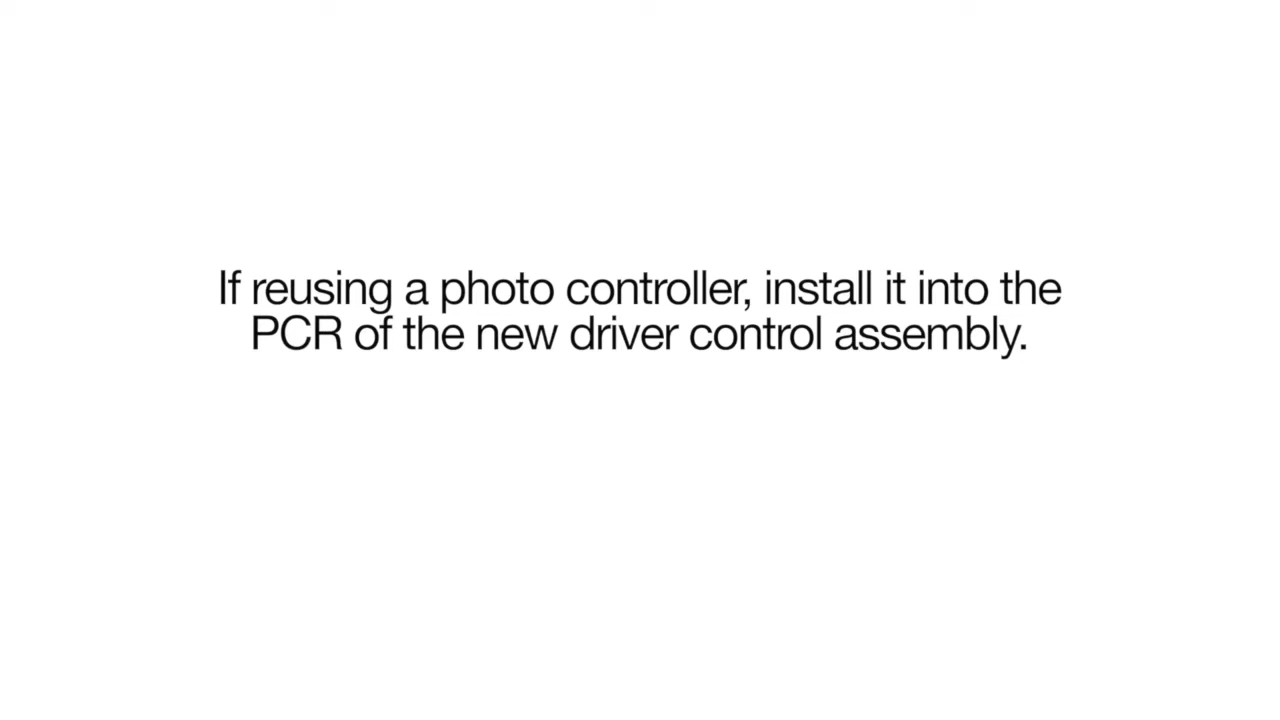 If reusing a photo controller, install it into the
PCR of the new driver control assembly.